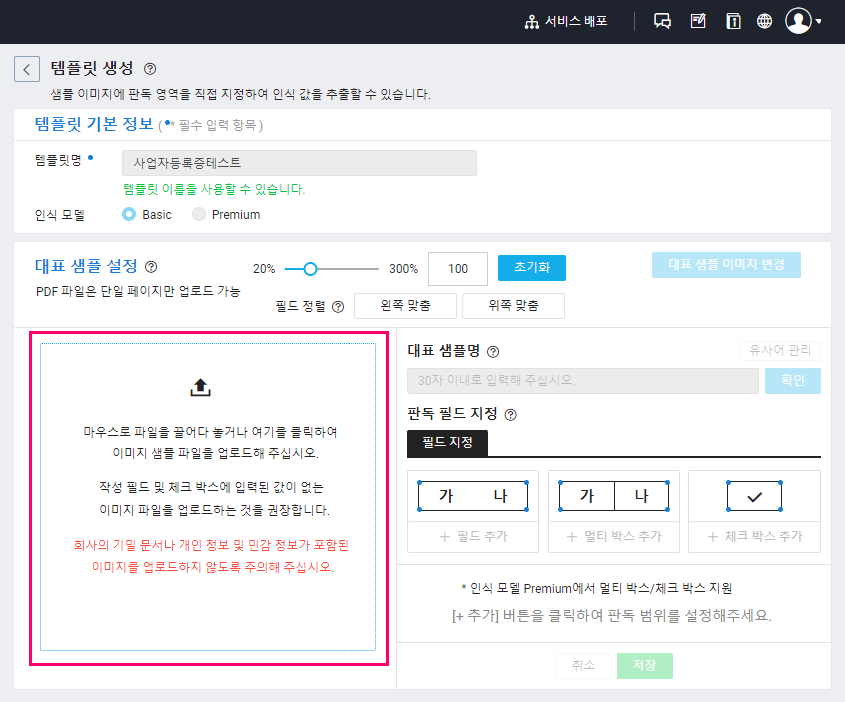 서비스 배포
템플릿 생성
샘플 이미지에 판독 영역을 직접 지정하여 인식 값을 추출할 수 있습니다.
템플릿 기본 정보 ( •* 필수 입력 항목 )
템플릿명 •
사업자등록증테스트
템플릿 이름을 사용할 수 있습니다.
인식 모델 Basic Premium
대표 샘플 설정 ? 20% 300% 100 초기화 대표 샘플 이미지 변경
PDF 파일은 단일 페이지만 업로드 가능
필드 정렬 ? 왼쪽 맞춤 위쪽 맞춤
마우스로 파일을 끌어다 놓거나 여기를 클릭하여
이미지 샘플 파일을 업로드해 주십시오.
작성 필드 및 체크 박스에 입력된 값이 없는
이미지 파일을 업로드하는 것을 권장합니다.
회사의 기밀 문서나 개인 정보 및 민감 정보가 포함된
이미지를 업로드하지 않도록 주의해 주십시오.
대표 샘플명 ? 유사어 관리
30자 이내로 입력해 주십시오. 확인
판독 필드 지정 ?
필드 지정
가 나 가 나
+ 필드 추가 + 멀티 박스 추가 + 체크 박스 추가
* 인식 모델 Premium에서 멀티 박스/체크 박스 지원
[+ 추가] 버튼을 클릭하여 판독 범위를 설정해주세요.
취소 저장